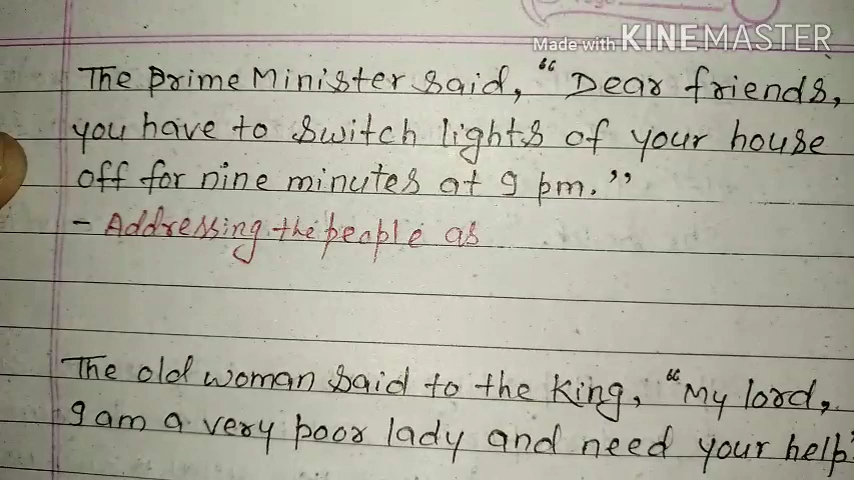 Made with KINEMASTER
The Prime Minister said, “Dear friends,
you have to switch lights of your house
off for nine minutes at 9 pm.”
- Addressing the people as
The old woman said to the King, “My lord,
I am a very poor lady and need your help”